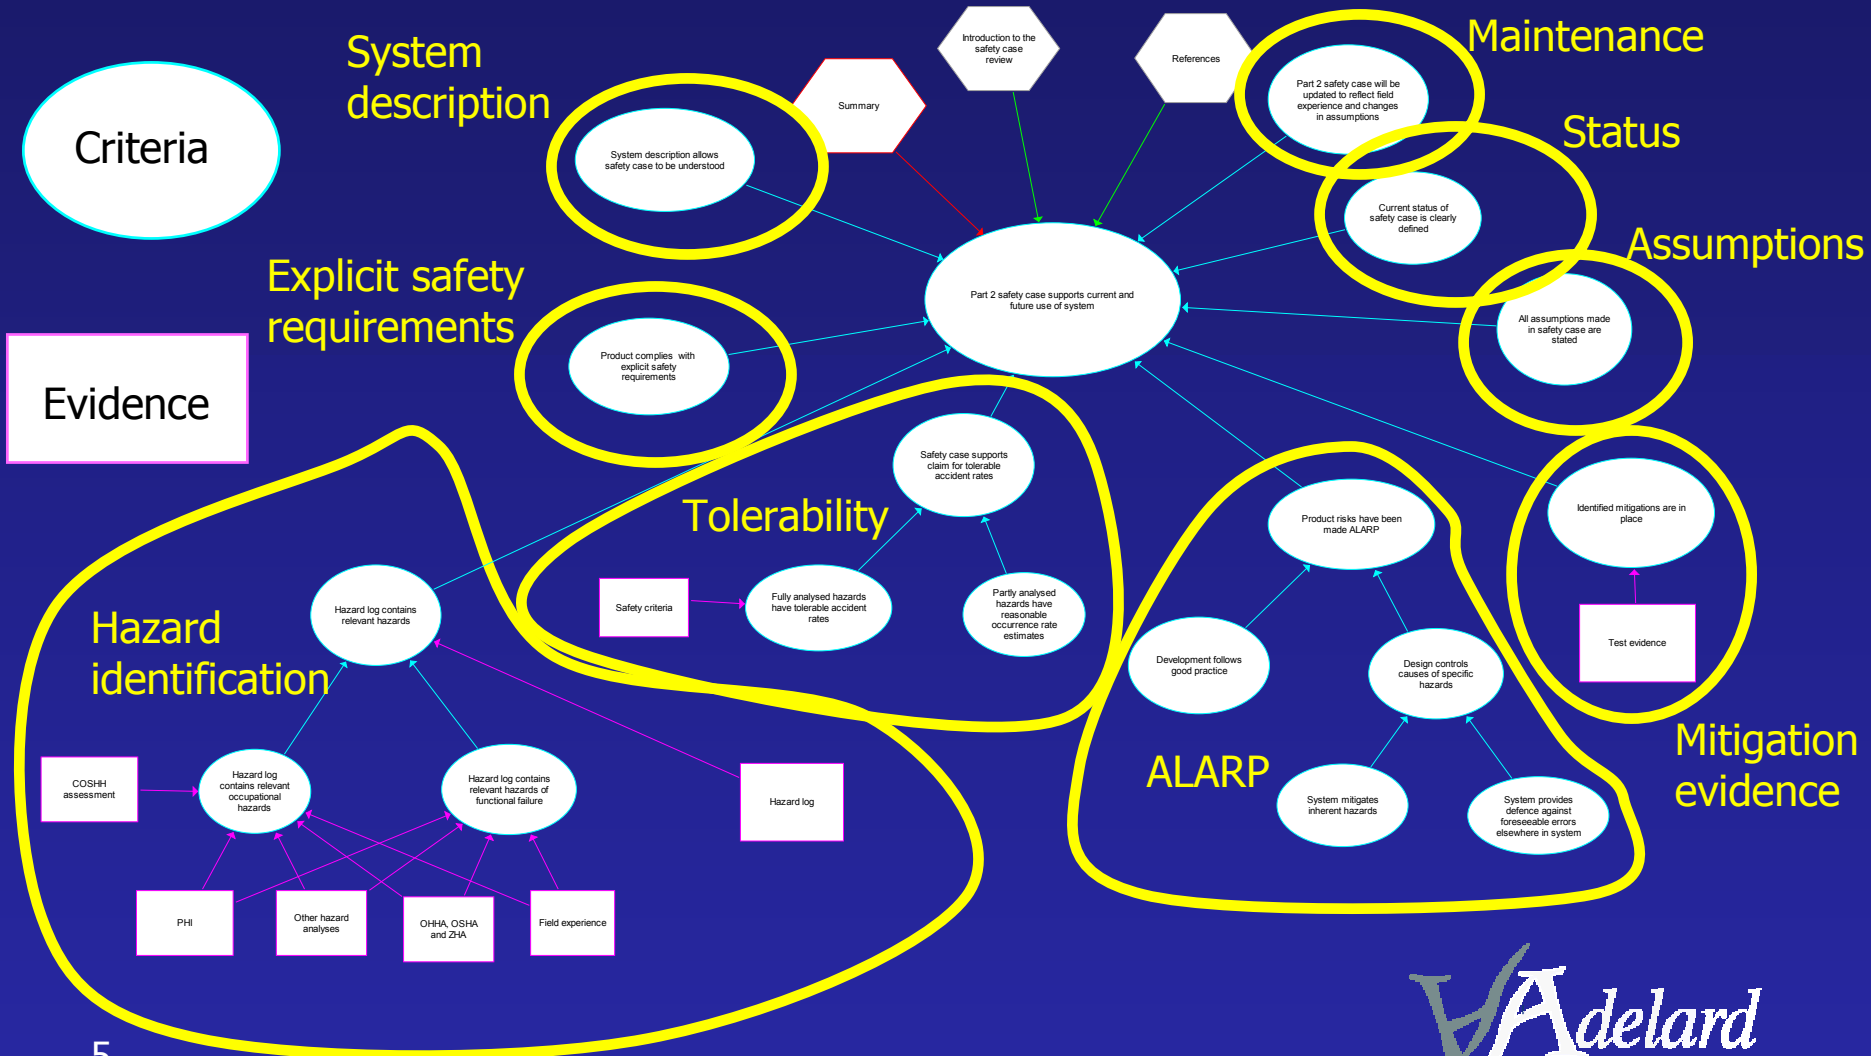 System
description
Criteria
Explicit safety
requirements
Evidence
Maintenance
Status
Assumptions
Tolerability
Hazard
identification
ALARP
Mitigation
evidence
Introduction to the
safety case
review
References
Summary
Part 2 safety case will be
updated to reflect field
experience and changes
in assumptions
System description allows
safety case to be understood
Current status of
safety case is clearly
defined
Part 2 safety case supports current and
future use of system
All assumptions made
in safety case are
stated
Product complies with
explicit safety
requirements
Safety case supports
claim for tolerable
accident rates
Product risks have been
made ALARP
Identified mitigations are in
place
Hazard log contains
relevant hazards
Safety criteria
Fully analysed hazards
have tolerable accident
rates
Partly analysed
hazards have
reasonable
occurrence rate
estimates
Development follows
good practice
Design controls
causes of specific
hazards
Test evidence
COSHH
assessment
Hazard log
contains relevant
occupational
hazards
Hazard log contains
relevant hazards of
functional failure
Hazard log
System mitigates
inherent hazards
System provides
defence against
foreseeable errors
elsewhere in system
PHI
Other hazard
analyses
OHHA, OSHA
and ZHA
Field experience
Adelard
5